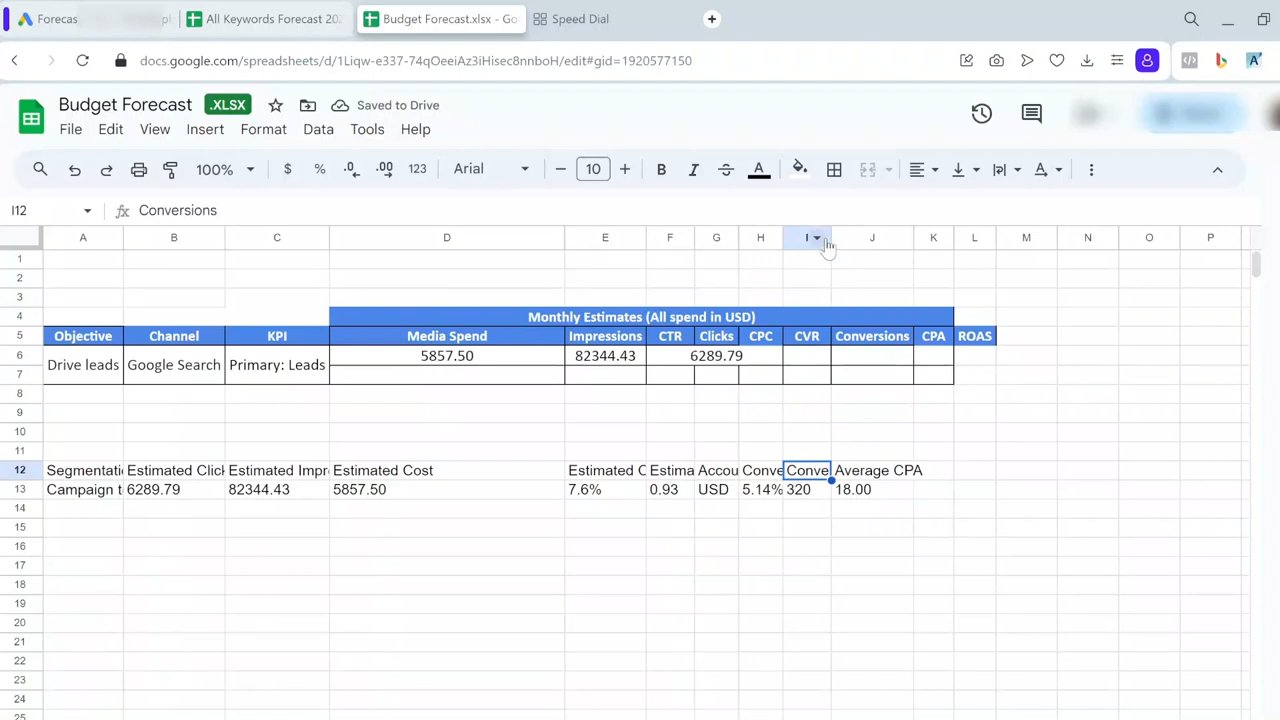 Forecas
All Keywords Forecast 202
Budget Forecast.xlsx - Go
Speed Dial
docs.google.com/spreadsheets/d/1Liqw-e337-74qOeeiAz3iHisec8nnboH/edit#gid=1920577150
Budget Forecast .XLSX Saved to Drive
File Edit View Insert Format Data Tools Help
100% $ % .0 .00 123 Arial 10 B I A A
I12 fx Conversions
A B C D E F G H I J K L M N O P
1
2
3
4 Monthly Estimates (All spend in USD)
5 Objective Channel KPI Media Spend Impressions CTR Clicks CPC CVR Conversions CPA ROAS
6 5857.50 82344.43 6289.79
Drive leads Google Search Primary: Leads
7
8
9
10
11
12 Segmentati Estimated Clic Estimated Impr Estimated Cost Estimated C Estima Accou Conve Conve Average CPA
13 Campaign t 6289.79 82344.43 5857.50 7.6% 0.93 USD 5.14% 320 18.00
14
15
16
17
18
19
20
21
22
23
24
25